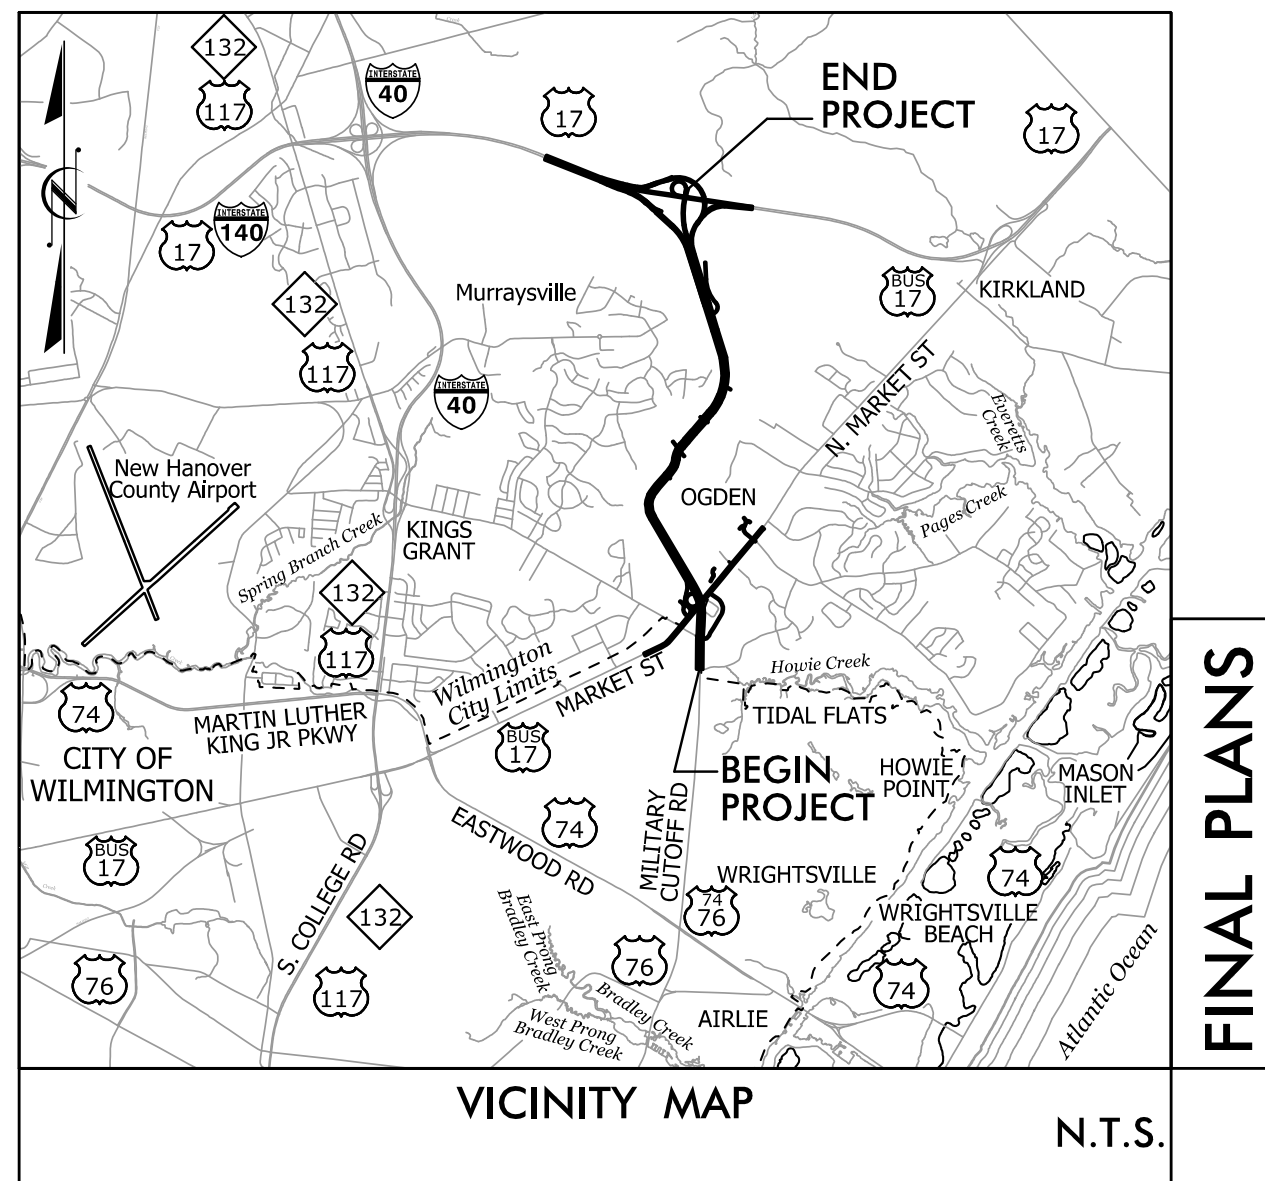 132
117
INTERSTATE
40
17
END
PROJECT
17
N
17
INTERSTATE
140
132
117
Murraysville
BUS
17
KIRKLAND
INTERSTATE
40
N. MARKET ST
Everetts
Creek
New Hanover
County Airport
OGDEN
Pages Creek
KINGS
GRANT
Spring Branch Creek
132
117
Wilmington
City Limits
MARKET ST
Howie Creek
TIDAL FLATS
74
MARTIN LUTHER
KING JR PKWY
CITY OF
WILMINGTON
BUS
17
BEGIN
PROJECT
HOWIE
POINT
MASON
INLET
EASTWOOD RD
74
MILITARY
CUTOFF RD
BUS
17
S. COLLEGE RD
132
WRIGHTSVILLE
74
74
76
WRIGHTSVILLE
BEACH
East Prong
Bradley Creek
76
76
117
74
Bradley Creek
West Prong
Bradley Creek
AIRLIE
Atlantic Ocean
FINAL PLANS
VICINITY MAP
N.T.S.